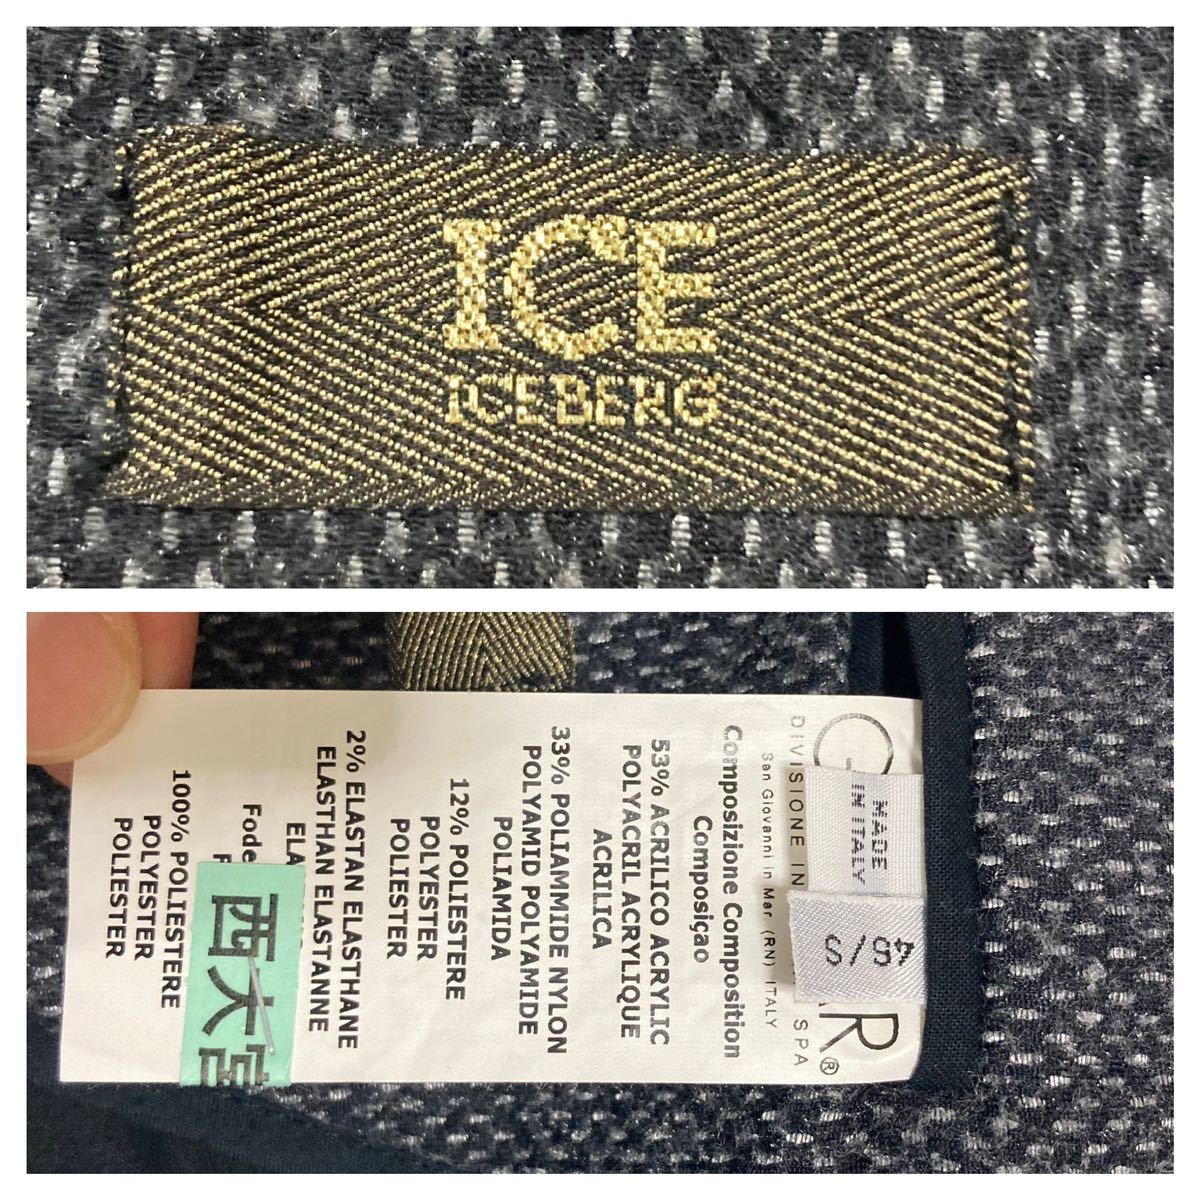 ICE
ICEBERG
MADE
IN ITALY
S/S
DIVISIONE IN SPA
San Giovanni in Mar. (RN) ITALY
Composizione Composition
Composiçao
53% ACRILICO ACRYLIC
POLYACRIL ACRYLIQUE
ACRILICA
33% POLIAMMIDE NYLON
POLYAMID POLYAMIDE
POLIAMIDA
12% POLIESTERE
POLYESTER
POLIESTER
2% ELASTAN ELASTHANE
ELASTHAN ELASTANNE
100% POLIESTERE
POLYESTER
POLIESTER
西大宮